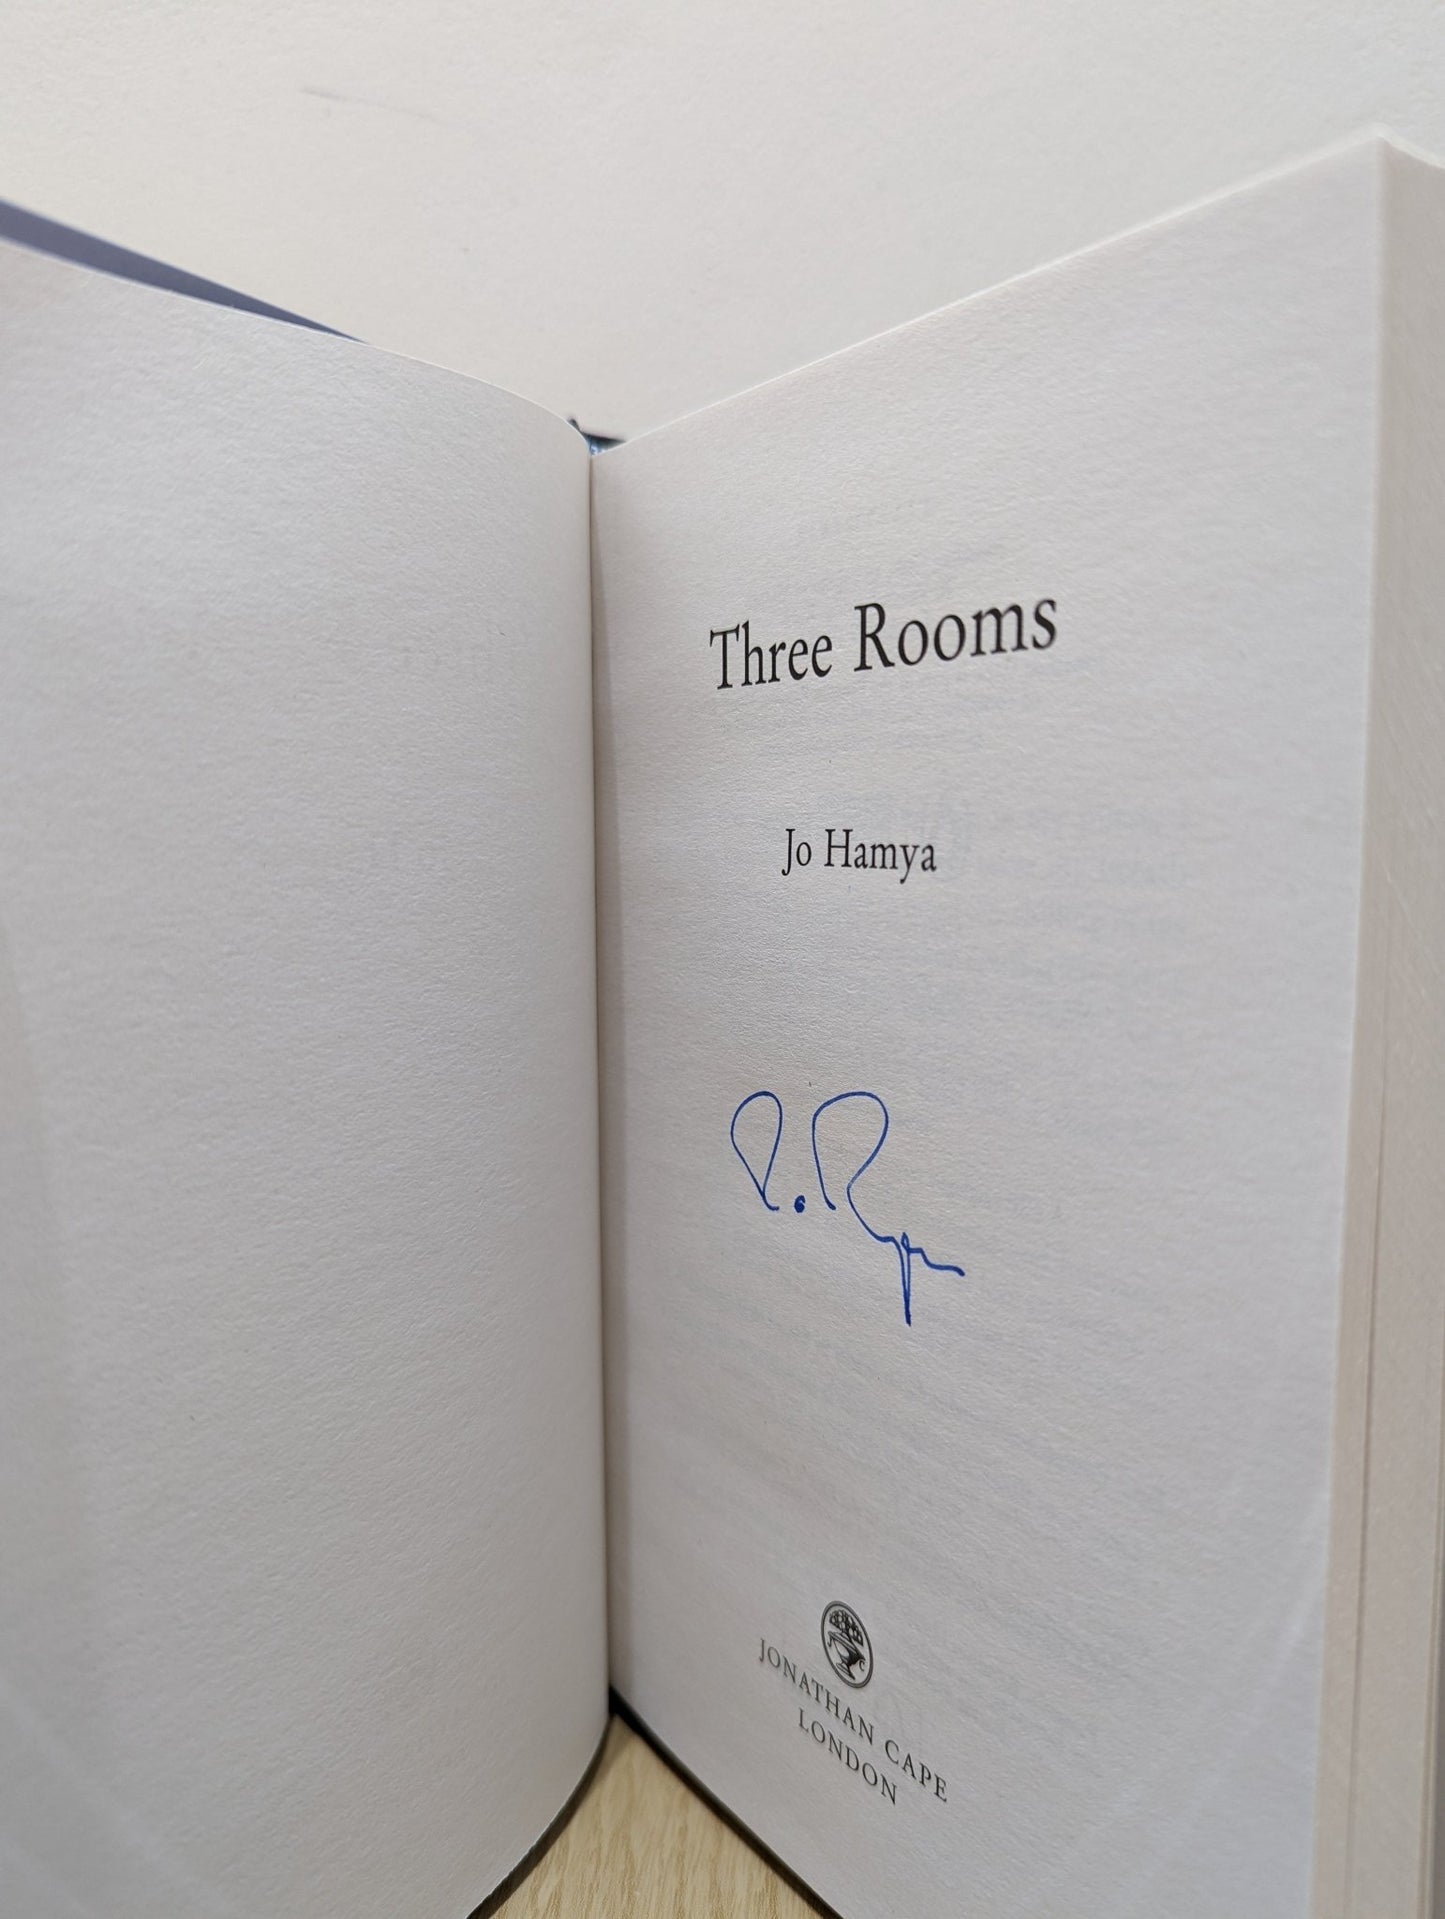 Three Rooms
Jo Hamya
JONATHAN CAPE
LONDON